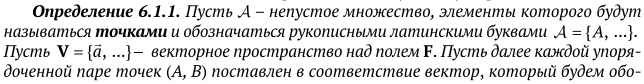 Определение 6.1.1. Пусть 𝒜 – непустое множество, элементы которого будут
называться точками и обозначаться рукописными латинскими буквами 𝒜 = {A, ...}.
Пусть V = {a⃗, ...} – векторное пространство над полем F. Пусть далее каждой упоря-
доченной паре точек (A, B) поставлен в соответствие вектор, который будем обо-